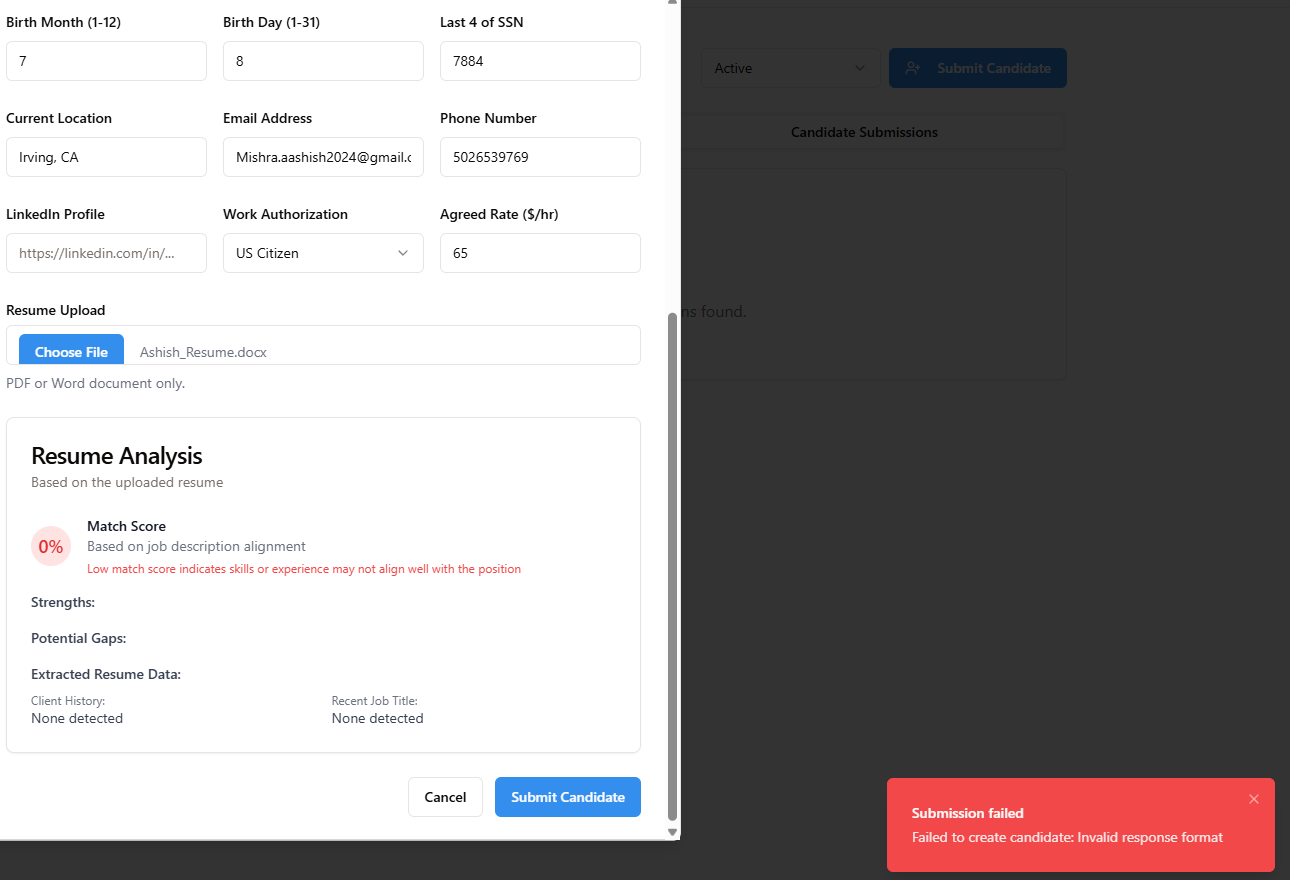 Birth Month (1-12) Birth Day (1-31) Last 4 of SSN
7 8 7884
Current Location Email Address Phone Number
Irving, CA Mishra.aashish2024@gmail.c 5026539769
LinkedIn Profile Work Authorization Agreed Rate ($/hr)
https://linkedin.com/in/... US Citizen 65
Resume Upload
Choose File Ashish_Resume.docx
PDF or Word document only.
Resume Analysis
Based on the uploaded resume
0%
Match Score
Based on job description alignment
Low match score indicates skills or experience may not align well with the position
Strengths:
Potential Gaps:
Extracted Resume Data:
Client History: Recent Job Title:
None detected None detected
Cancel Submit Candidate
Active Submit Candidate
Candidate Submissions
ns found.
Submission failed
Failed to create candidate: Invalid response format